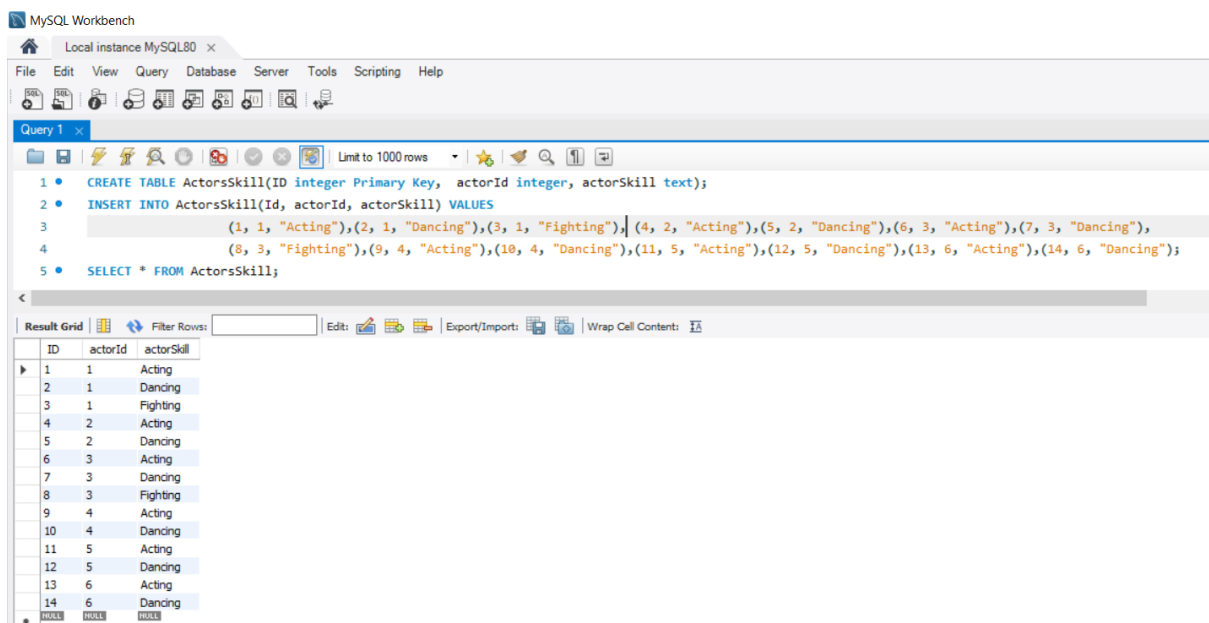 MySQL Workbench
Local instance MySQL80 ×
File Edit View Query Database Server Tools Scripting Help
Query 1 ×
Limit to 1000 rows
1 CREATE TABLE ActorsSkill(ID integer Primary Key, actorId integer, actorSkill text);
2 INSERT INTO ActorsSkill(Id, actorId, actorSkill) VALUES
3 (1, 1, "Acting"),(2, 1, "Dancing"),(3, 1, "Fighting"), (4, 2, "Acting"),(5, 2, "Dancing"),(6, 3, "Acting"),(7, 3, "Dancing"),
4 (8, 3, "Fighting"),(9, 4, "Acting"),(10, 4, "Dancing"),(11, 5, "Acting"),(12, 5, "Dancing"),(13, 6, "Acting"),(14, 6, "Dancing");
5 SELECT * FROM ActorsSkill;
Result Grid Filter Rows: Edit: Export/Import: Wrap Cell Content: IA
ID actorId actorSkill
1 1 Acting
2 1 Dancing
3 1 Fighting
4 2 Acting
5 2 Dancing
6 3 Acting
7 3 Dancing
8 3 Fighting
9 4 Acting
10 4 Dancing
11 5 Acting
12 5 Dancing
13 6 Acting
14 6 Dancing
NULL NULL NULL